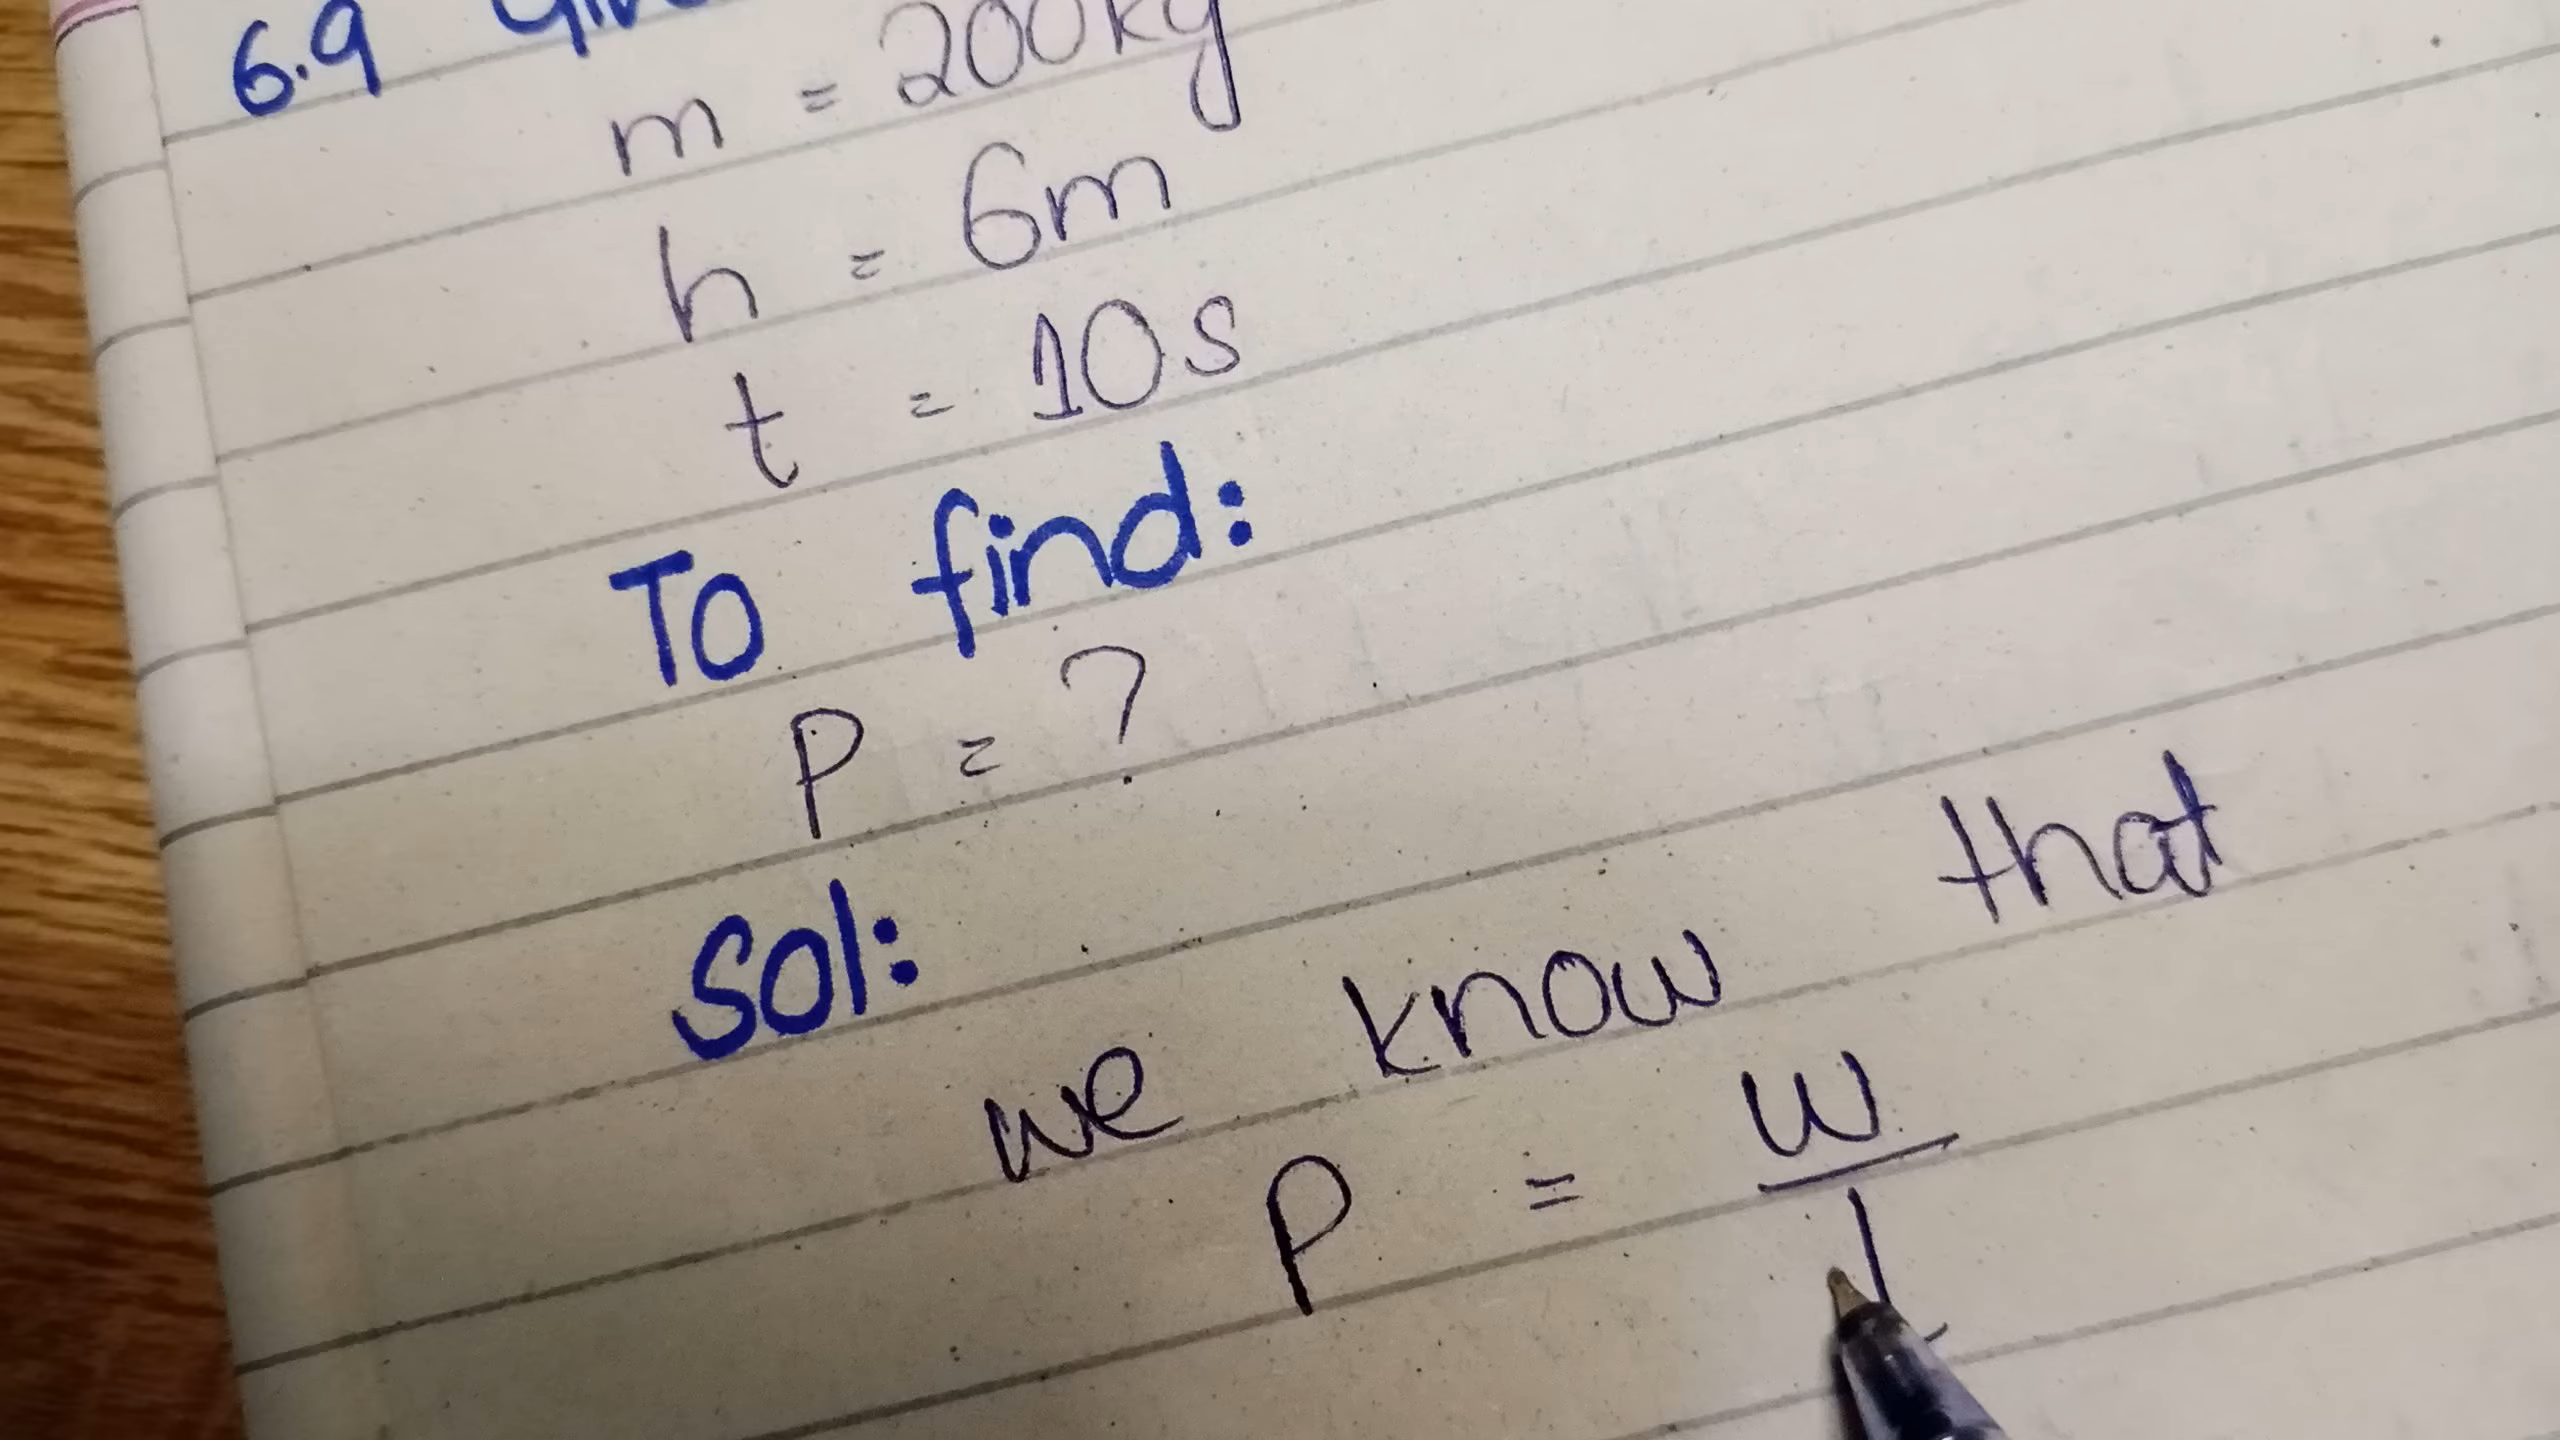 6.9
m = 200kg
h = 6m
t = 10s
To find:
P = ?
Sol:
we know that
P = w